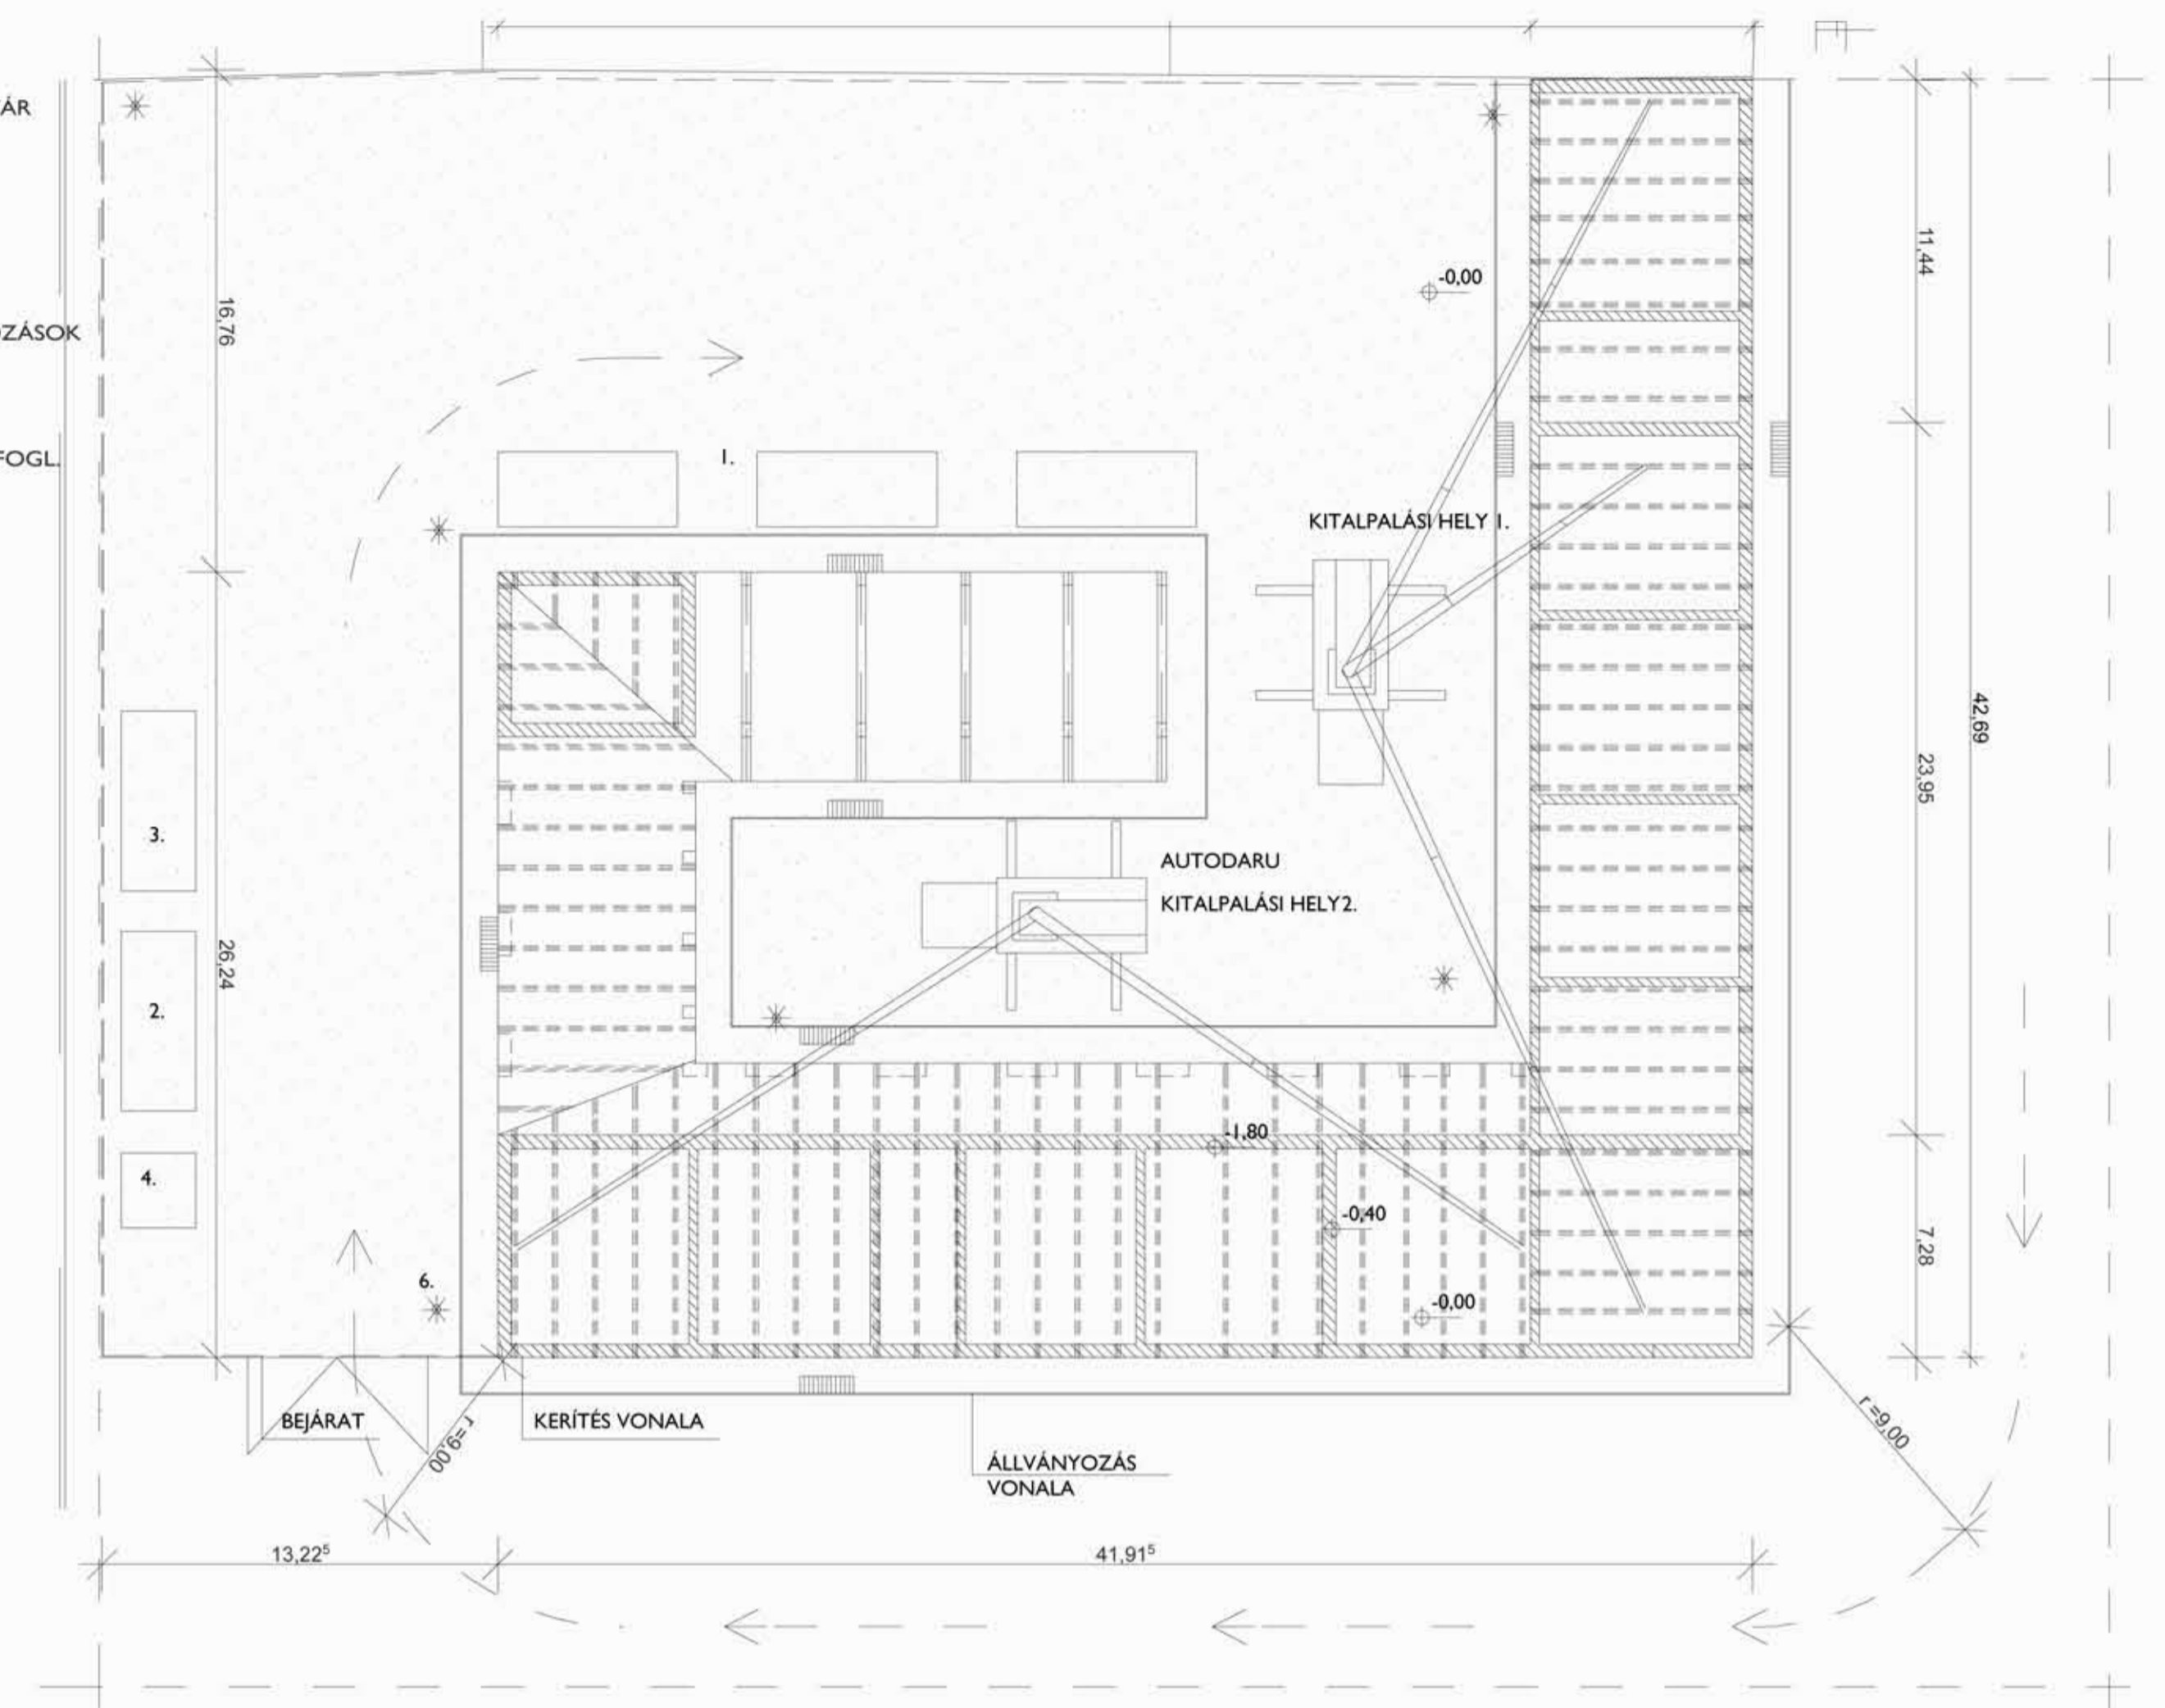 ÁR
OZÁSOK
FOGL.
16,76
26,24
-0,00
1.
KITALPALÁSI HELY 1.
AUTODARU
KITALPALÁSI HELY2.
3.
2.
4.
6.
-1,80
-0,40
-0,00
11,44
23,95
42,69
7,28
BEJÁRAT
r =9,00
KERÍTÉS VONALA
ÁLLVÁNYOZÁS
VONALA
r =9,00
13,22⁵
41,91⁵